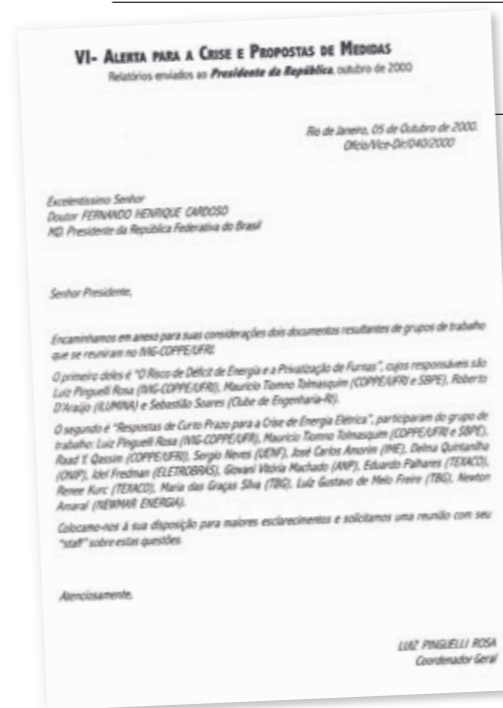 VI- ALERTA PARA A CRISE E PROPOSTAS DE MEDIDAS
Relatórios enviados ao Presidente da República, outubro de 2000
Rio de Janeiro, 05 de Outubro de 2000.
Ofício/Vice-Dir/040/2000
Excelentíssimo Senhor
Doutor FERNANDO HENRIQUE CARDOSO
MD. Presidente da República Federativa do Brasil
Senhor Presidente,
Encaminhamos em anexo para suas considerações dois documentos resultantes de grupos de trabalho
que se reuniram no IVIG-COPPE/UFRJ.
O primeiro deles é "O Risco de Déficit de Energia e a Privatização de Furnas", cujos responsáveis são
Luiz Pinguelli Rosa (IVIG-COPPE/UFRJ), Maurício Tiomno Tolmasquim (COPPE/UFRJ e SBPE), Roberto
D'Araújo (ILUMINA) e Sebastião Soares (Clube de Engenharia-RJ).
O segundo é "Respostas de Curto Prazo para a Crise de Energia Elétrica", participaram do grupo de
trabalho: Luiz Pinguelli Rosa (IVIG-COPPE/UFRJ), Maurício Tiomno Tolmasquim (COPPE/UFRJ e SBPE),
Raad Y. Qassim (COPPE/UFRJ), Sergio Neves (UENF), José Carlos Amorim (IME), Delma Quintanilha
(ONIP), Idel Fredman (ELETROBRÁS), Giovani Vitória Machado (ANP), Eduardo Palhares (TEXACO),
Renee Kurc (TEXACO), Maria das Graças Silva (TBG), Luiz Gustavo de Melo Freire (TBG), Newton
Amaral (NEWMAR ENERGIA).
Colocamo-nos à sua disposição para maiores esclarecimentos e solicitamos uma reunião com seu
"staff" sobre estas questões.
Atenciosamente,
LUIZ PINGUELLI ROSA
Coordenador Geral